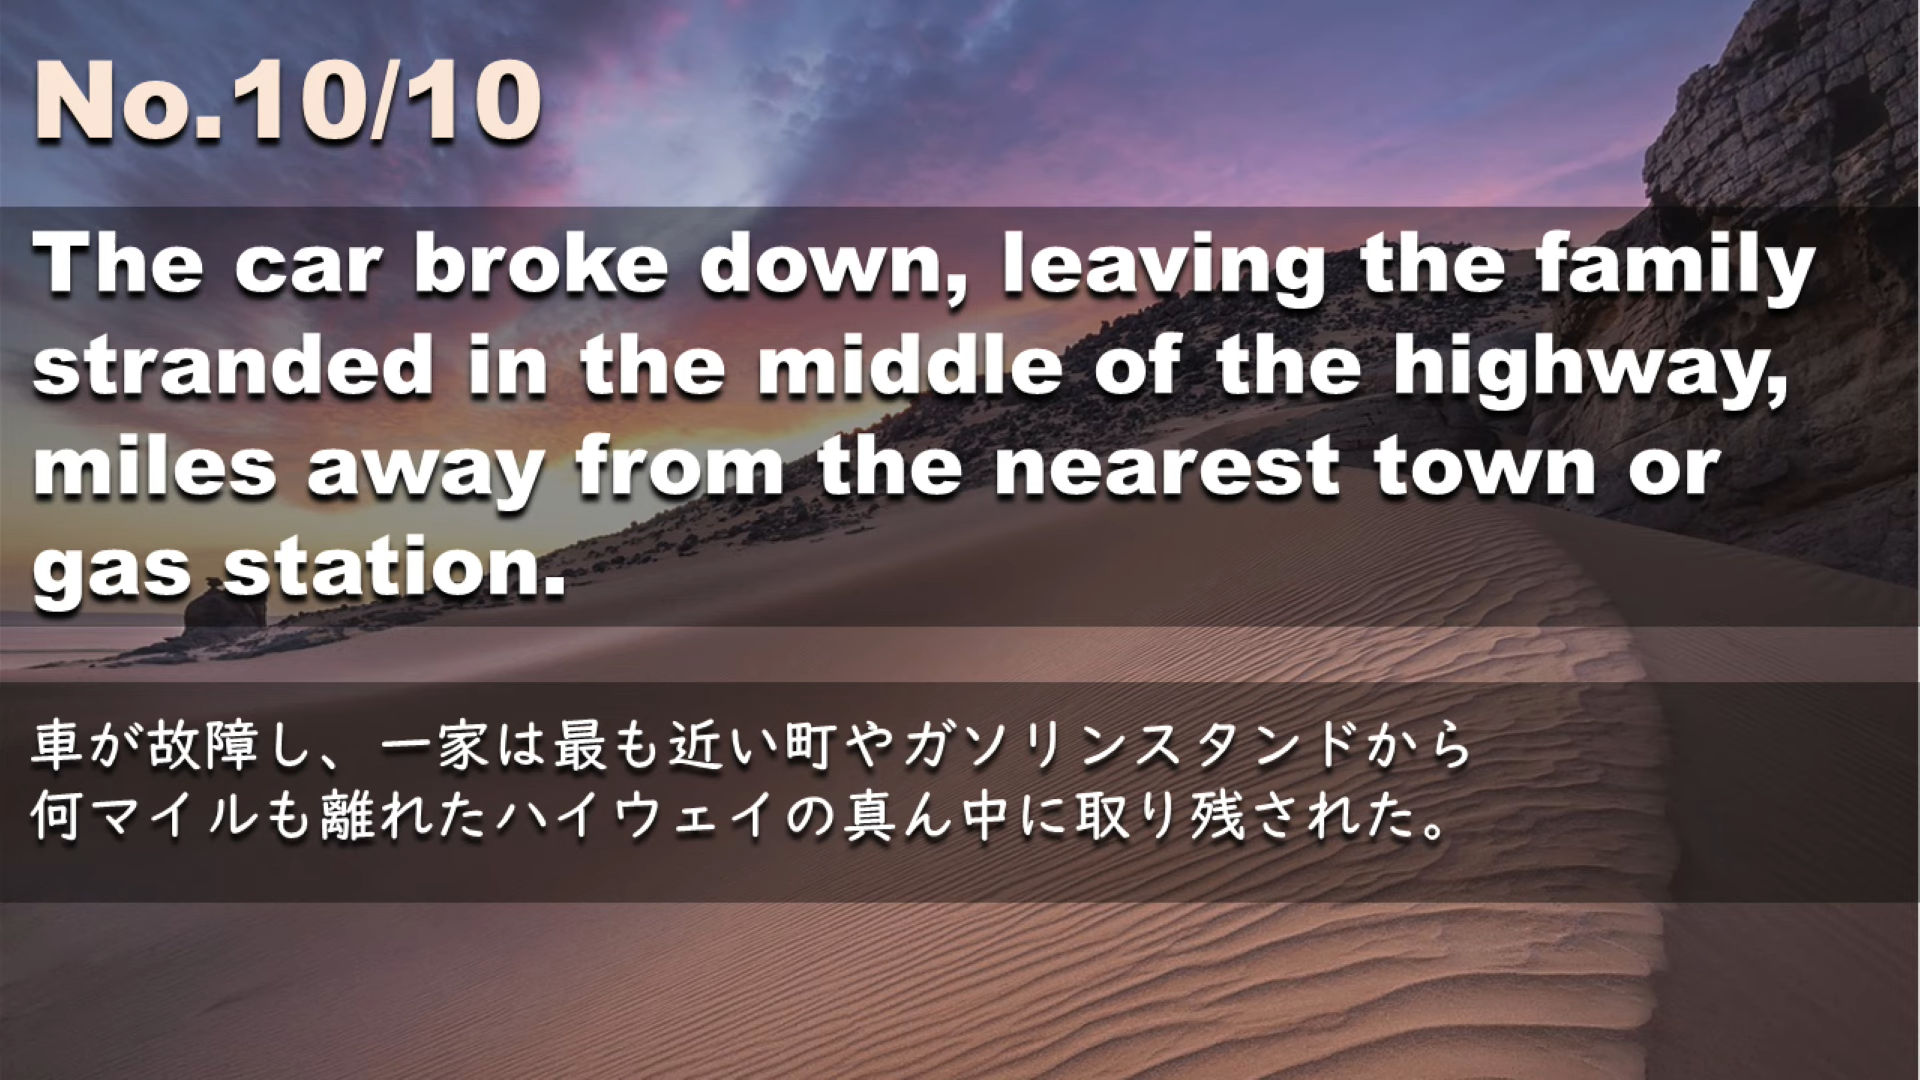 No.10/10
The car broke down, leaving the family
stranded in the middle of the highway,
miles away from the nearest town or
gas station.
車が故障し、一家は最も近い町やガソリンスタンドから
何マイルも離れたハイウェイの真ん中に取り残された。